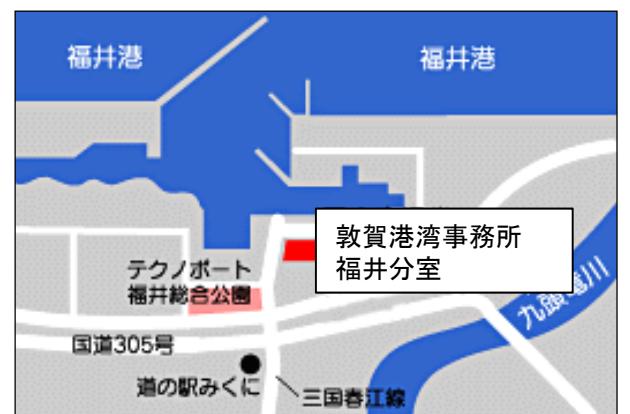 福井港
福井港
敦賀港湾事務所
福井分室
テクノポート
福井総合公園
九頭竜川
国道305号
道の駅みくに
三国春江線